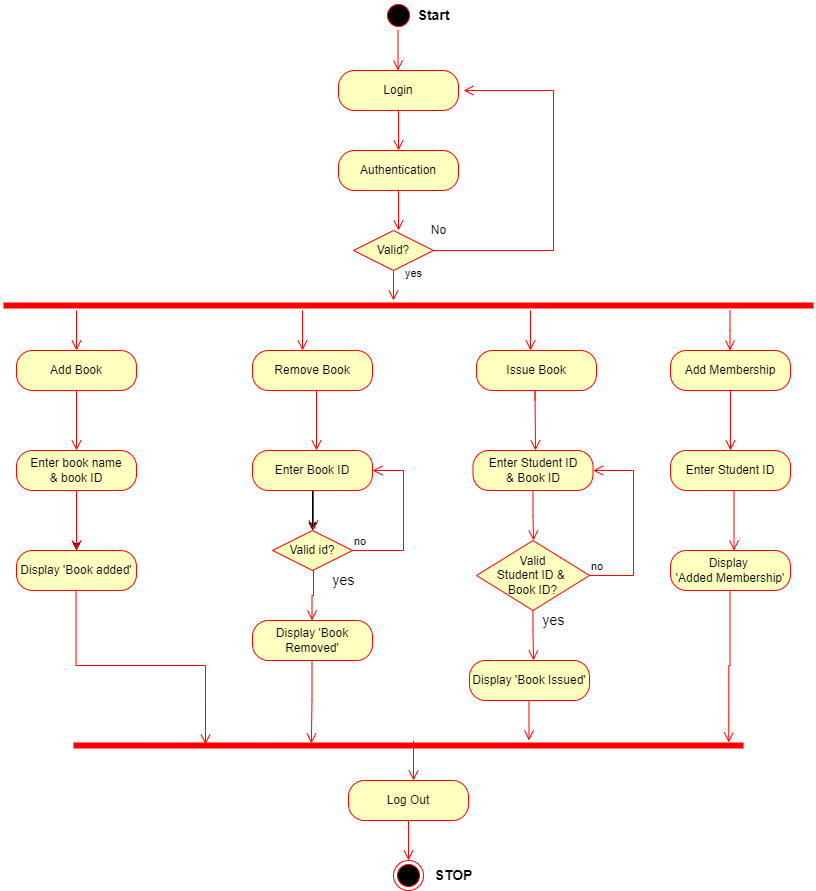 Start
Login
Authentication
No
Valid?
yes
Add Book
Remove Book
Issue Book
Add Membership
Enter book name
& book ID
Enter Book ID
Enter Student ID
& Book ID
Enter Student ID
Display 'Book added'
Valid id?
no
yes
Valid
Student ID &
Book ID?
no
yes
Display
'Added Membership'
Display 'Book
Removed'
Display 'Book Issued'
Log Out
STOP